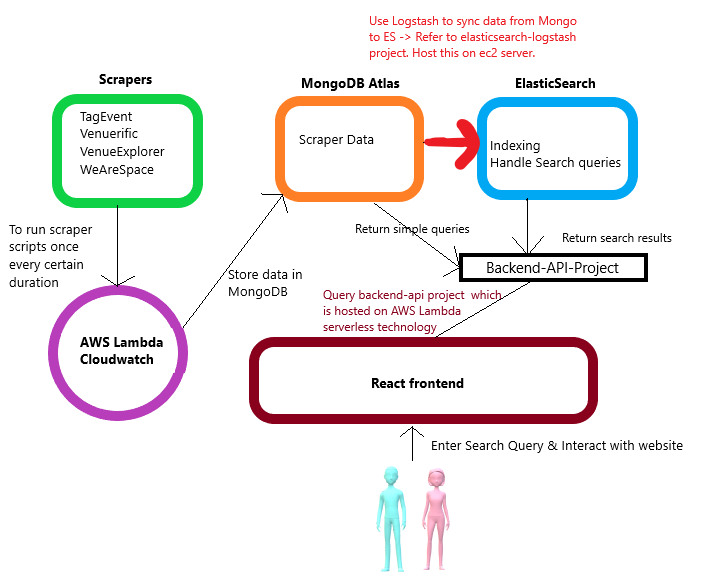 Use Logstash to sync data from Mongo
to ES -> Refer to elasticsearch-logstash
project. Host this on ec2 server.
Scrapers
MongoDB Atlas
ElasticSearch
TagEvent
Venuerific
VenueExplorer
WeAreSpace
Scraper Data
Indexing
Handle Search queries
To run scraper
scripts once
every certain
duration
Return simple queries
Return search results
Backend-API-Project
Store data in
MongoDB
Query backend-api project which
is hosted on AWS Lambda
serverless technology
AWS Lambda
Cloudwatch
React frontend
Enter Search Query & Interact with website